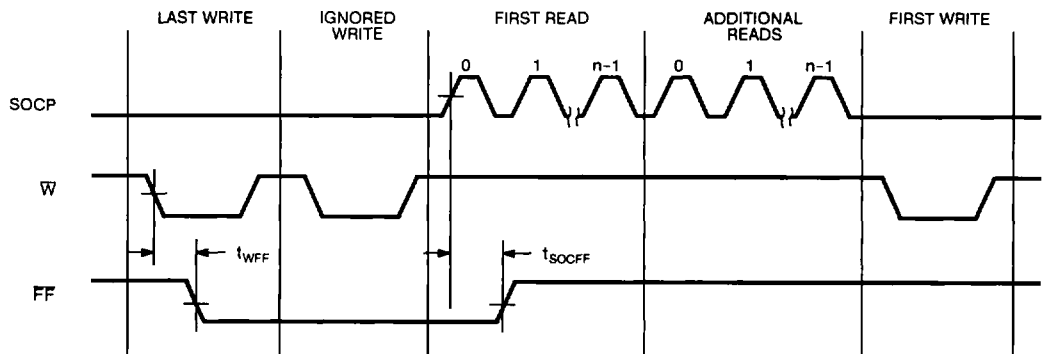 LAST WRITE
IGNORED
WRITE
FIRST READ
ADDITIONAL
READS
FIRST WRITE
0 1 n-1 0 1 n-1
SOCP
W̅
tWFF
tSOCFF
F̅F̅